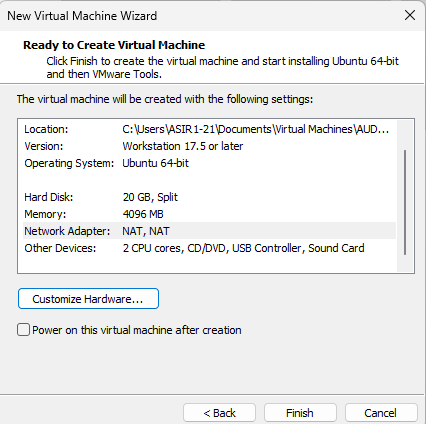 New Virtual Machine Wizard
Ready to Create Virtual Machine
Click Finish to create the virtual machine and start installing Ubuntu 64-bit
and then VMware Tools.
The virtual machine will be created with the following settings:
Location: C:\Users\ASIR1-21\Documents\Virtual Machines\AUD...
Version: Workstation 17.5 or later
Operating System: Ubuntu 64-bit
Hard Disk: 20 GB, Split
Memory: 4096 MB
Network Adapter: NAT, NAT
Other Devices: 2 CPU cores, CD/DVD, USB Controller, Sound Card
Customize Hardware...
Power on this virtual machine after creation
< Back Finish Cancel